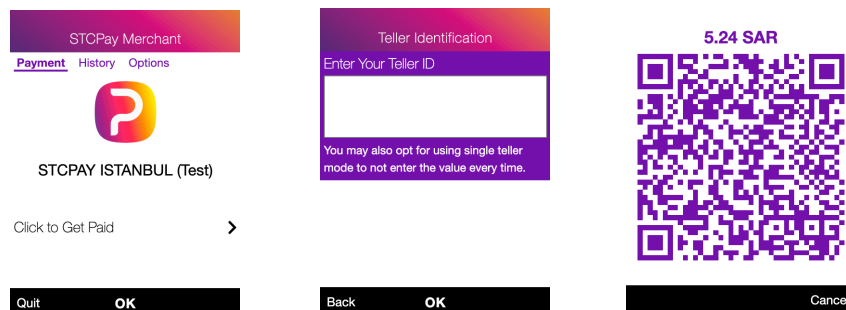 STCPay Merchant
Payment History Options
STCPAY ISTANBUL (Test)
Click to Get Paid
Quit OK
Teller Identification
Enter Your Teller ID
You may also opt for using single teller
mode to not enter the value every time.
Back OK
5.24 SAR
Cance